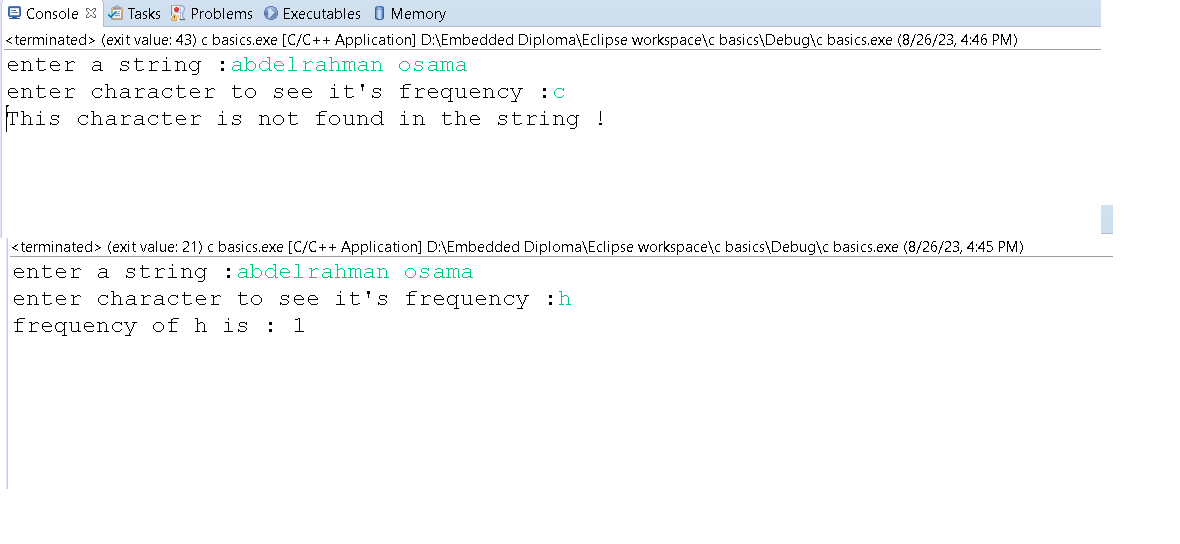 Console Tasks Problems Executables Memory
<terminated> (exit value: 43) c basics.exe [C/C++ Application] D:\Embedded Diploma\Eclipse workspace\c basics\Debug\c basics.exe (8/26/23, 4:46 PM)
enter a string :abdelrahman osama
enter character to see it's frequency :c
This character is not found in the string !
<terminated> (exit value: 21) c basics.exe [C/C++ Application] D:\Embedded Diploma\Eclipse workspace\c basics\Debug\c basics.exe (8/26/23, 4:45 PM)
enter a string :abdelrahman osama
enter character to see it's frequency :h
frequency of h is : 1